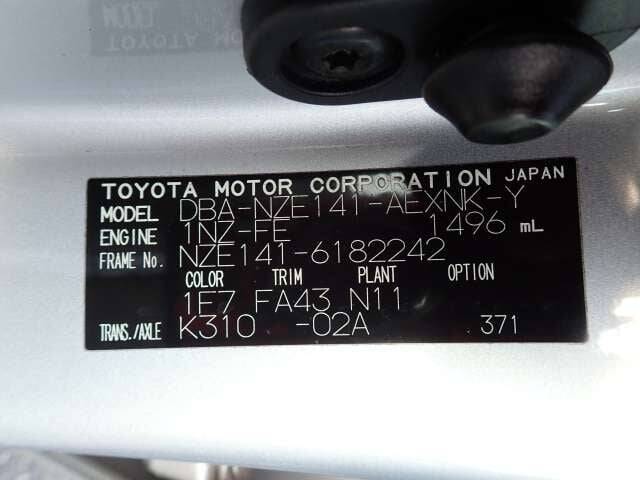 TOYOTA MOTOR CORPORATION JAPAN
MODEL DBA-NZE141-AEXNK-Y
ENGINE 1NZ-FE 1496 mL
FRAME No. NZE141-6182242
COLOR TRIM PLANT OPTION
1F7 FA43 N11
TRANS./AXLE K310 -02A 371